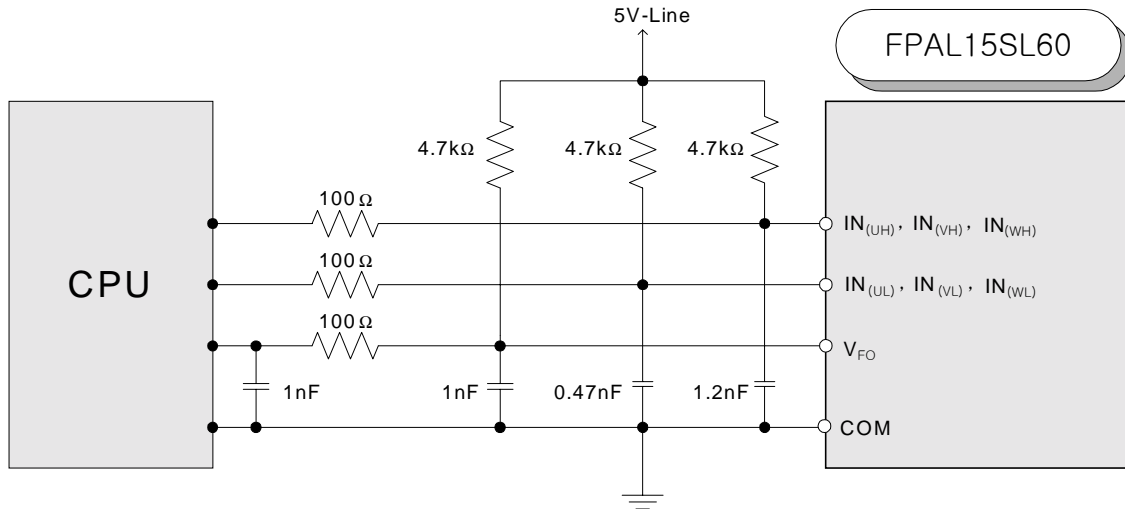 5V-Line
FPAL15SL60
4.7kΩ 4.7kΩ 4.7kΩ
100Ω
IN(UH), IN(VH), IN(WH)
CPU
100Ω
IN(UL), IN(VL), IN(WL)
100Ω
VFO
1nF 1nF 0.47nF 1.2nF
COM